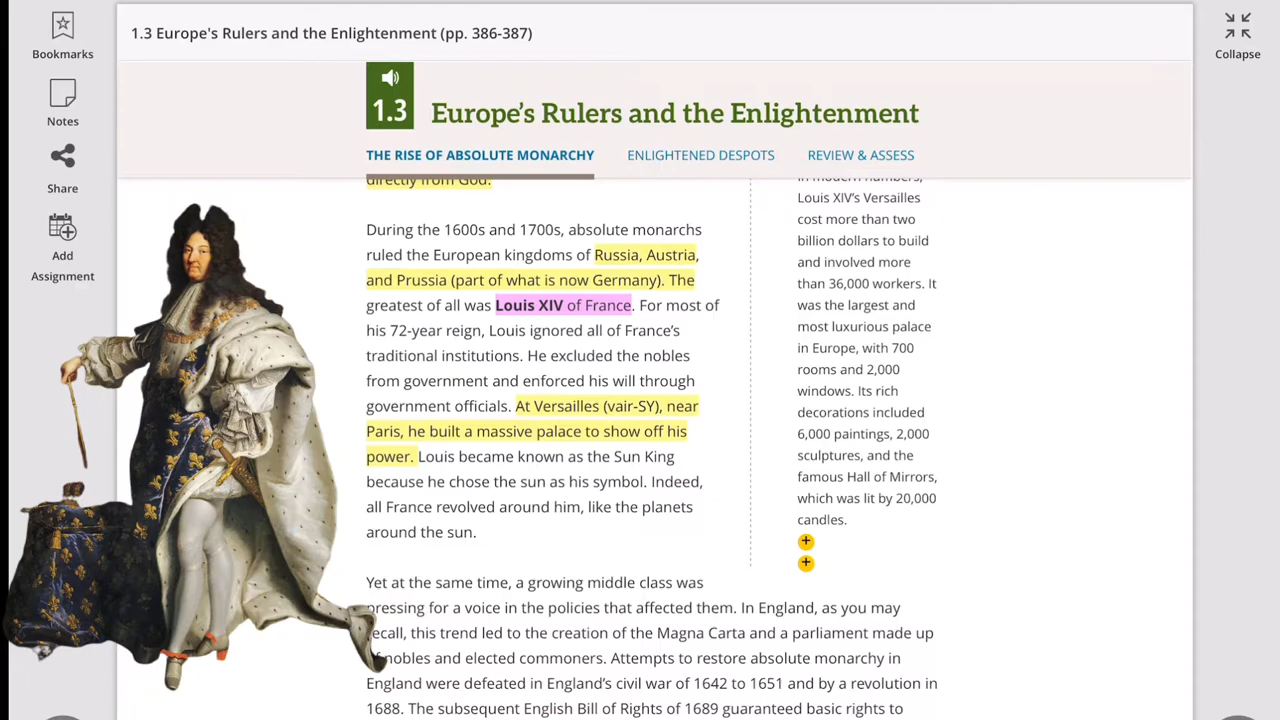 Bookmarks
Notes
Share
Add
Assignment
1.3 Europe's Rulers and the Enlightenment (pp. 386-387)
Collapse
1.3
Europe's Rulers and the Enlightenment
THE RISE OF ABSOLUTE MONARCHY
ENLIGHTENED DESPOTS
REVIEW & ASSESS
directly from God.
During the 1600s and 1700s, absolute monarchs
ruled the European kingdoms of Russia, Austria,
and Prussia (part of what is now Germany). The
greatest of all was Louis XIV of France. For most of
his 72-year reign, Louis ignored all of France's
traditional institutions. He excluded the nobles
from government and enforced his will through
government officials. At Versailles (vair-SY), near
Paris, he built a massive palace to show off his
power. Louis became known as the Sun King
because he chose the sun as his symbol. Indeed,
all France revolved around him, like the planets
around the sun.
Yet at the same time, a growing middle class was
pressing for a voice in the policies that affected them. In England, as you may
recall, this trend led to the creation of the Magna Carta and a parliament made up
of nobles and elected commoners. Attempts to restore absolute monarchy in
England were defeated in England's civil war of 1642 to 1651 and by a revolution in
1688. The subsequent English Bill of Rights of 1689 guaranteed basic rights to
In modern numbers,
Louis XIV's Versailles
cost more than two
billion dollars to build
and involved more
than 36,000 workers. It
was the largest and
most luxurious palace
in Europe, with 700
rooms and 2,000
windows. Its rich
decorations included
6,000 paintings, 2,000
sculptures, and the
famous Hall of Mirrors,
which was lit by 20,000
candles.